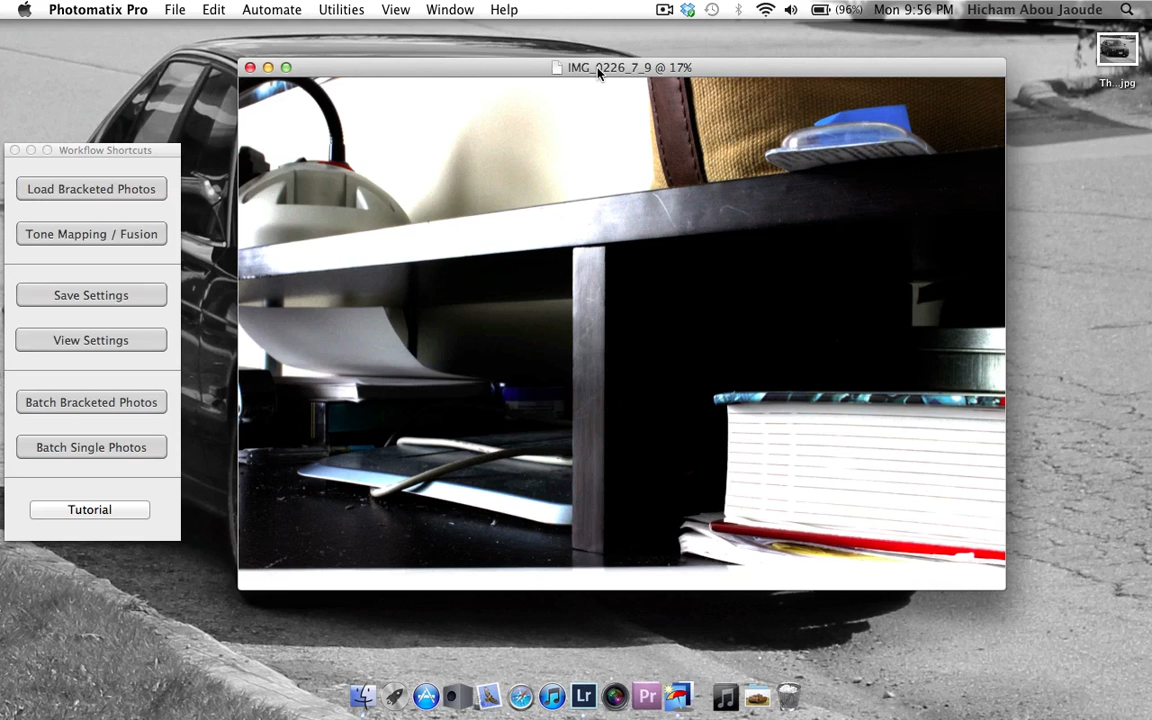 Photomatix Pro File Edit Automate Utilities View Window Help (96%) Mon 9:56 PM Hicham Abou Jaoude
IMG_0226_7_9 @ 17%
Th...jpg
Workflow Shortcuts
Load Bracketed Photos
Tone Mapping / Fusion
Save Settings
View Settings
Batch Bracketed Photos
Batch Single Photos
Tutorial
Lr
Pr